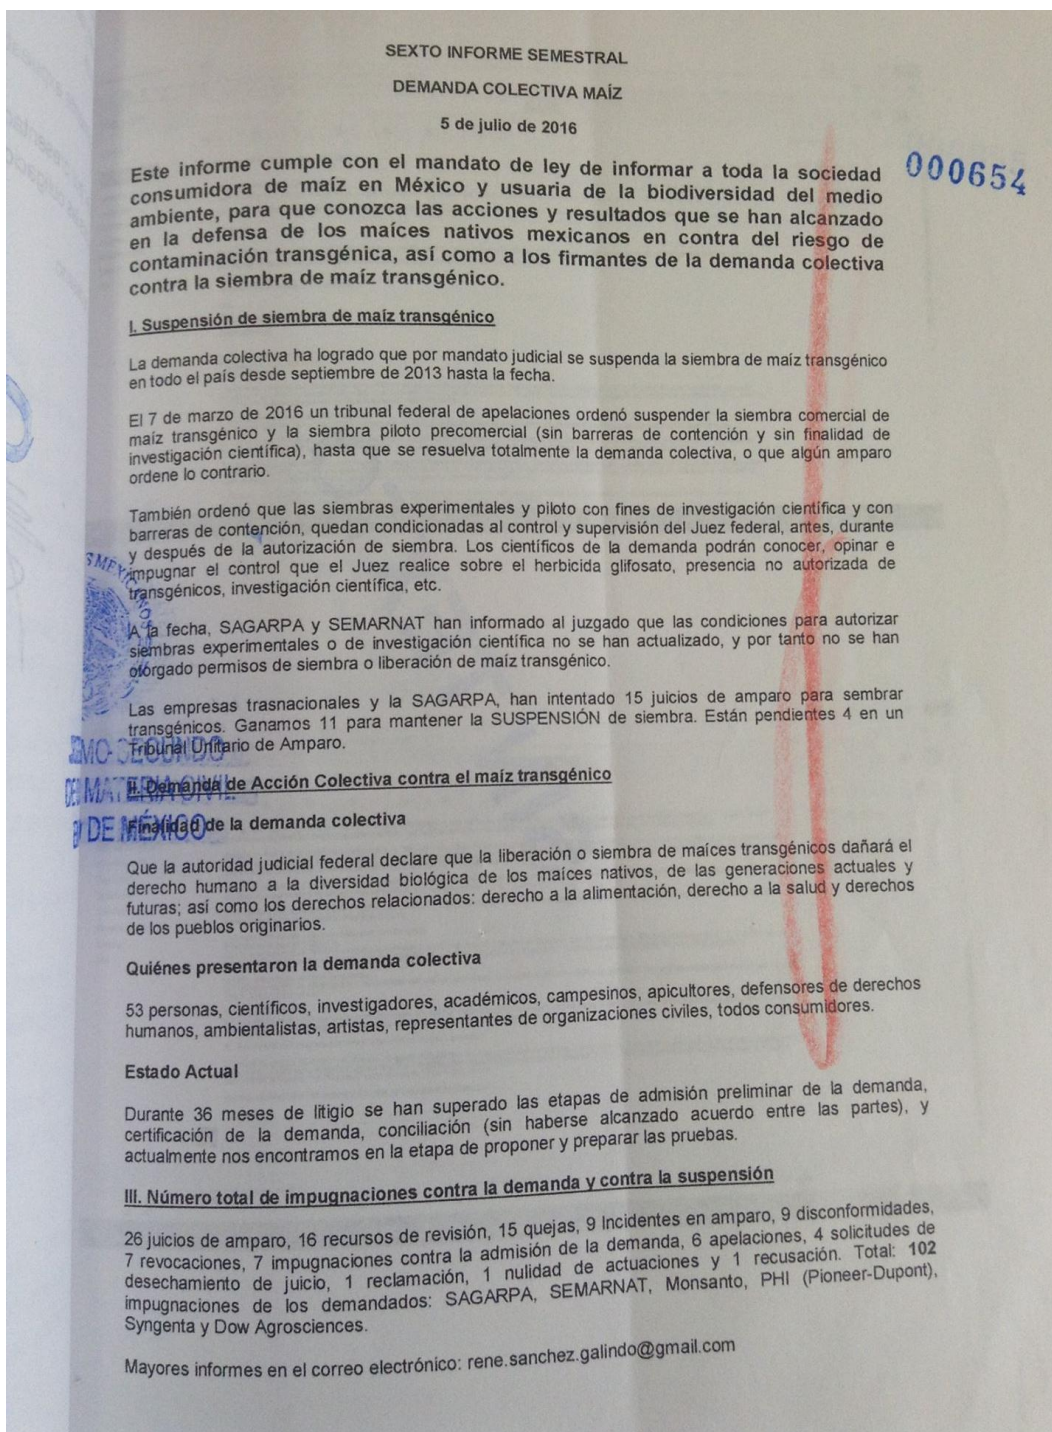 SEXTO INFORME SEMESTRAL
DEMANDA COLECTIVA MAÍZ
5 de julio de 2016
000654
Este informe cumple con el mandato de ley de informar a toda la sociedad
consumidora de maíz en México y usuaria de la biodiversidad del medio
ambiente, para que conozca las acciones y resultados que se han alcanzado
en la defensa de los maíces nativos mexicanos en contra del riesgo de
contaminación transgénica, así como a los firmantes de la demanda colectiva
contra la siembra de maíz transgénico.
I. Suspensión de siembra de maíz transgénico
La demanda colectiva ha logrado que por mandato judicial se suspenda la siembra de maíz transgénico
en todo el país desde septiembre de 2013 hasta la fecha.
El 7 de marzo de 2016 un tribunal federal de apelaciones ordenó suspender la siembra comercial de
maíz transgénico y la siembra piloto precomercial (sin barreras de contención y sin finalidad de
investigación científica), hasta que se resuelva totalmente la demanda colectiva, o que algún amparo
ordene lo contrario.
También ordenó que las siembras experimentales y piloto con fines de investigación científica y con
barreras de contención, quedan condicionadas al control y supervisión del Juez federal, antes, durante
y después de la autorización de siembra. Los científicos de la demanda podrán conocer, opinar e
impugnar el control que el Juez realice sobre el herbicida glifosato, presencia no autorizada de
transgénicos, investigación científica, etc.
A la fecha, SAGARPA y SEMARNAT han informado al juzgado que las condiciones para autorizar
siembras experimentales o de investigación científica no se han actualizado, y por tanto no se han
otorgado permisos de siembra o liberación de maíz transgénico.
Las empresas trasnacionales y la SAGARPA, han intentado 15 juicios de amparo para sembrar
transgénicos. Ganamos 11 para mantener la SUSPENSIÓN de siembra. Están pendientes 4 en un
Tribunal Unitario de Amparo.
II. Demanda de Acción Colectiva contra el maíz transgénico
Finalidad de la demanda colectiva
Que la autoridad judicial federal declare que la liberación o siembra de maíces transgénicos dañará el
derecho humano a la diversidad biológica de los maíces nativos, de las generaciones actuales y
futuras; así como los derechos relacionados: derecho a la alimentación, derecho a la salud y derechos
de los pueblos originarios.
Quiénes presentaron la demanda colectiva
53 personas, científicos, investigadores, académicos, campesinos, apicultores, defensores de derechos
humanos, ambientalistas, artistas, representantes de organizaciones civiles, todos consumidores.
Estado Actual
Durante 36 meses de litigio se han superado las etapas de admisión preliminar de la demanda,
certificación de la demanda, conciliación (sin haberse alcanzado acuerdo entre las partes), y
actualmente nos encontramos en la etapa de proponer y preparar las pruebas.
III. Número total de impugnaciones contra la demanda y contra la suspensión
26 juicios de amparo, 16 recursos de revisión, 15 quejas, 9 Incidentes en amparo, 9 disconformidades,
7 revocaciones, 7 impugnaciones contra la admisión de la demanda, 6 apelaciones, 4 solicitudes de
desechamiento de juicio, 1 reclamación, 1 nulidad de actuaciones y 1 recusación. Total: 102
impugnaciones de los demandados: SAGARPA, SEMARNAT, Monsanto, PHI (Pioneer-Dupont),
Syngenta y Dow Agrosciences.
Mayores informes en el correo electrónico: rene.sanchez.galindo@gmail.com
SEGUNDO
MATERIA CIVIL
DE MÉXICO